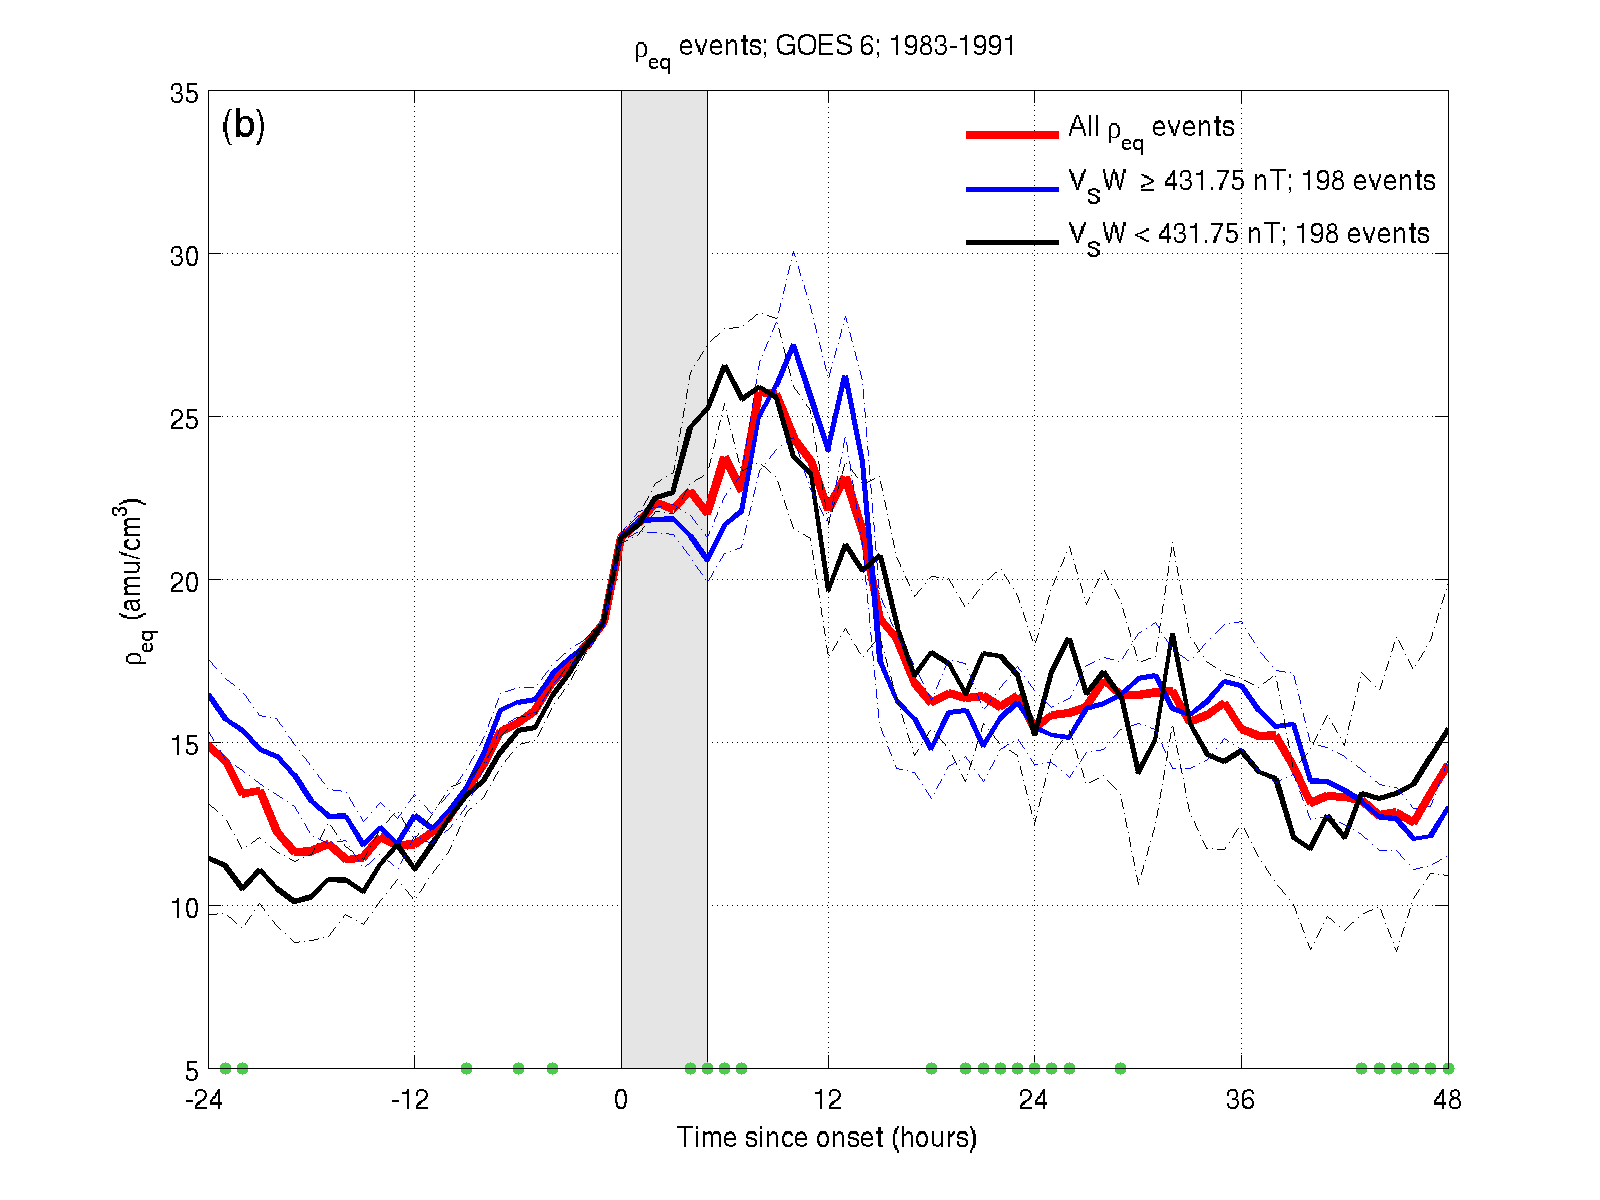 ρeq events; GOES 6; 1983-1991
(b)
All ρeq events
VSW ≥ 431.75 nT; 198 events
VSW < 431.75 nT; 198 events
35
30
25
20
15
10
5
ρeq (amu/cm³)
-24 -12 0 12 24 36 48
Time since onset (hours)